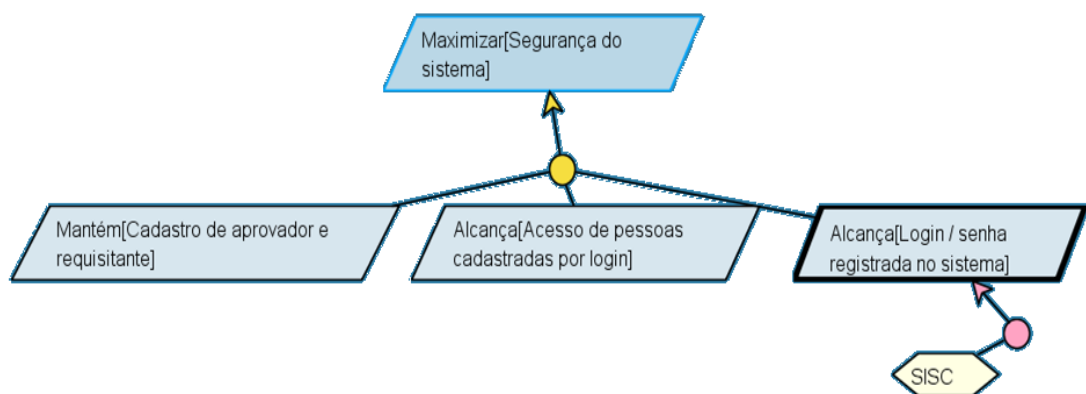 Maximizar[Segurança do
sistema]
Mantém[Cadastro de aprovador e
requisitante]
Alcança[Acesso de pessoas
cadastradas por login]
Alcança[Login / senha
registrada no sistema]
SISC